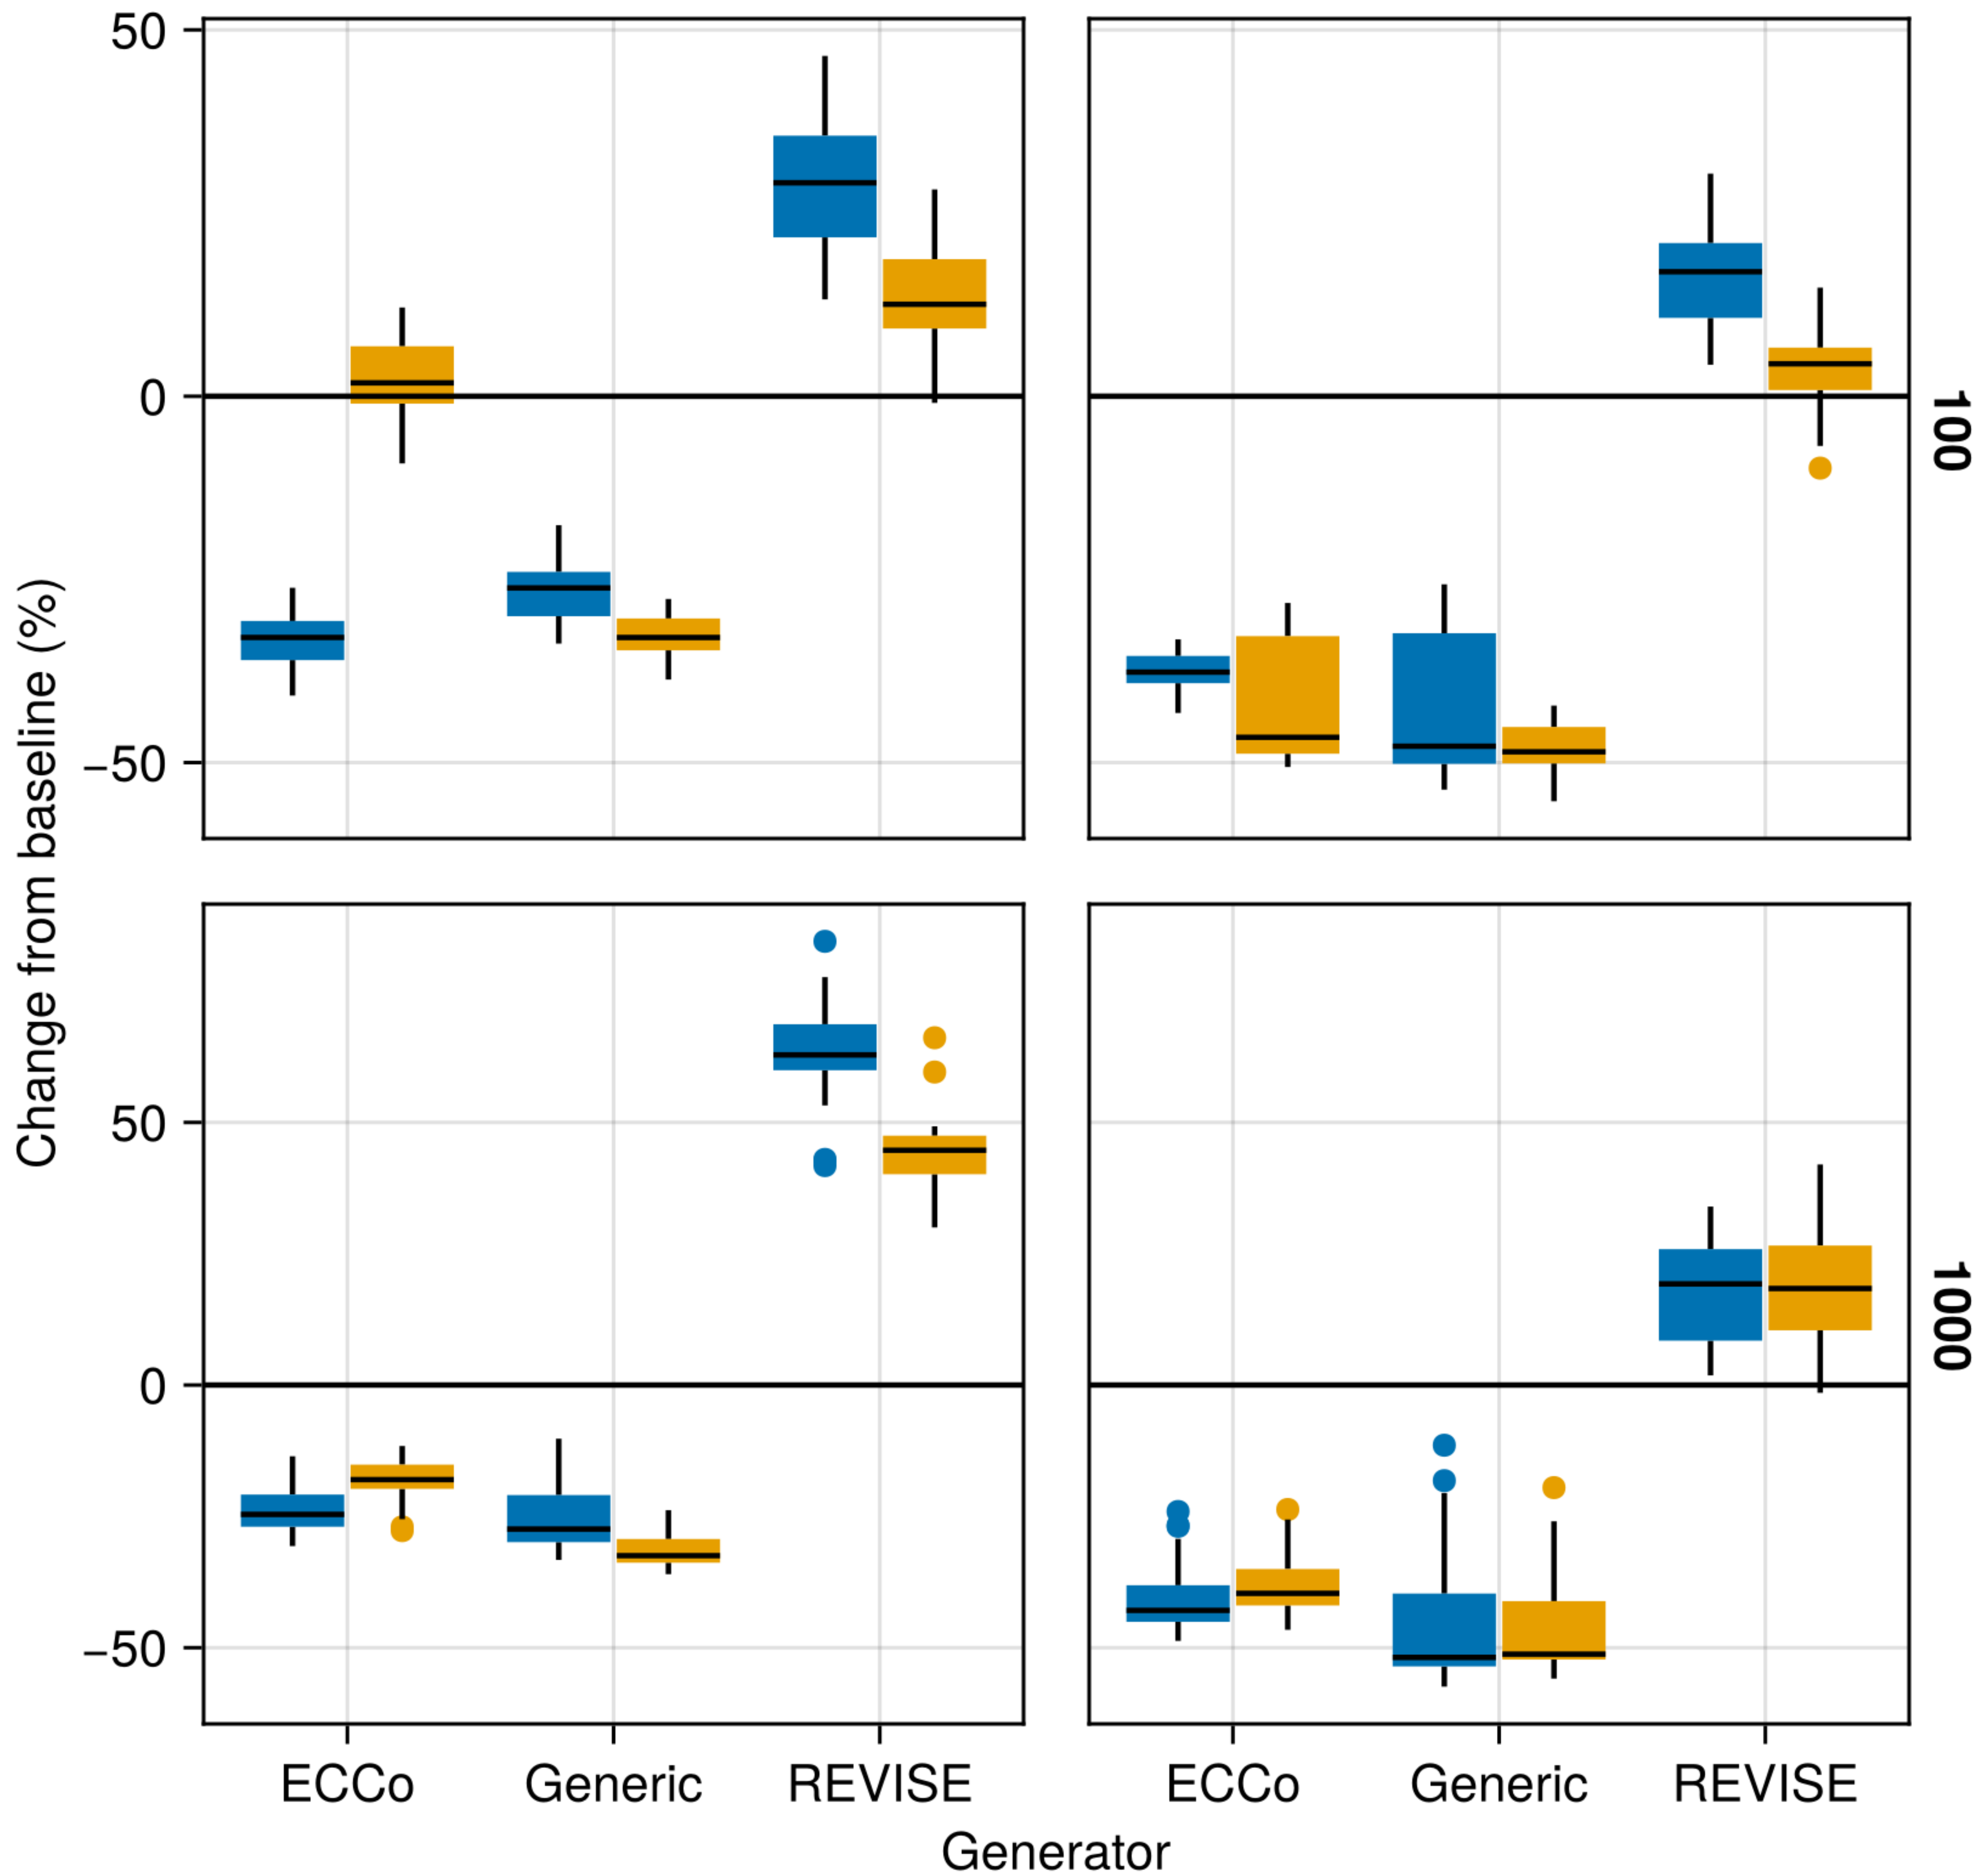 50
0
−50
100
Change from baseline (%)
50
0
−50
1000
ECCo Generic REVISE ECCo Generic REVISE
Generator